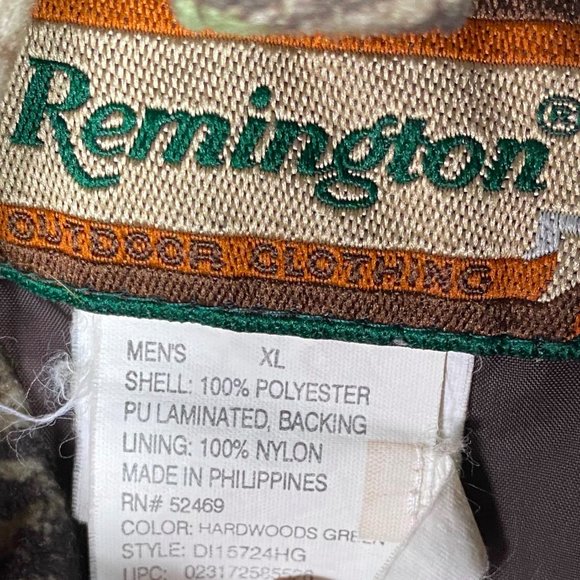 Remington®
OUTDOOR CLOTHING
MEN'S XL
SHELL: 100% POLYESTER
PU LAMINATED, BACKING
LINING: 100% NYLON
MADE IN PHILIPPINES
RN# 52469
COLOR: HARDWOODS GREEN
STYLE: DI15724HG
UPC: